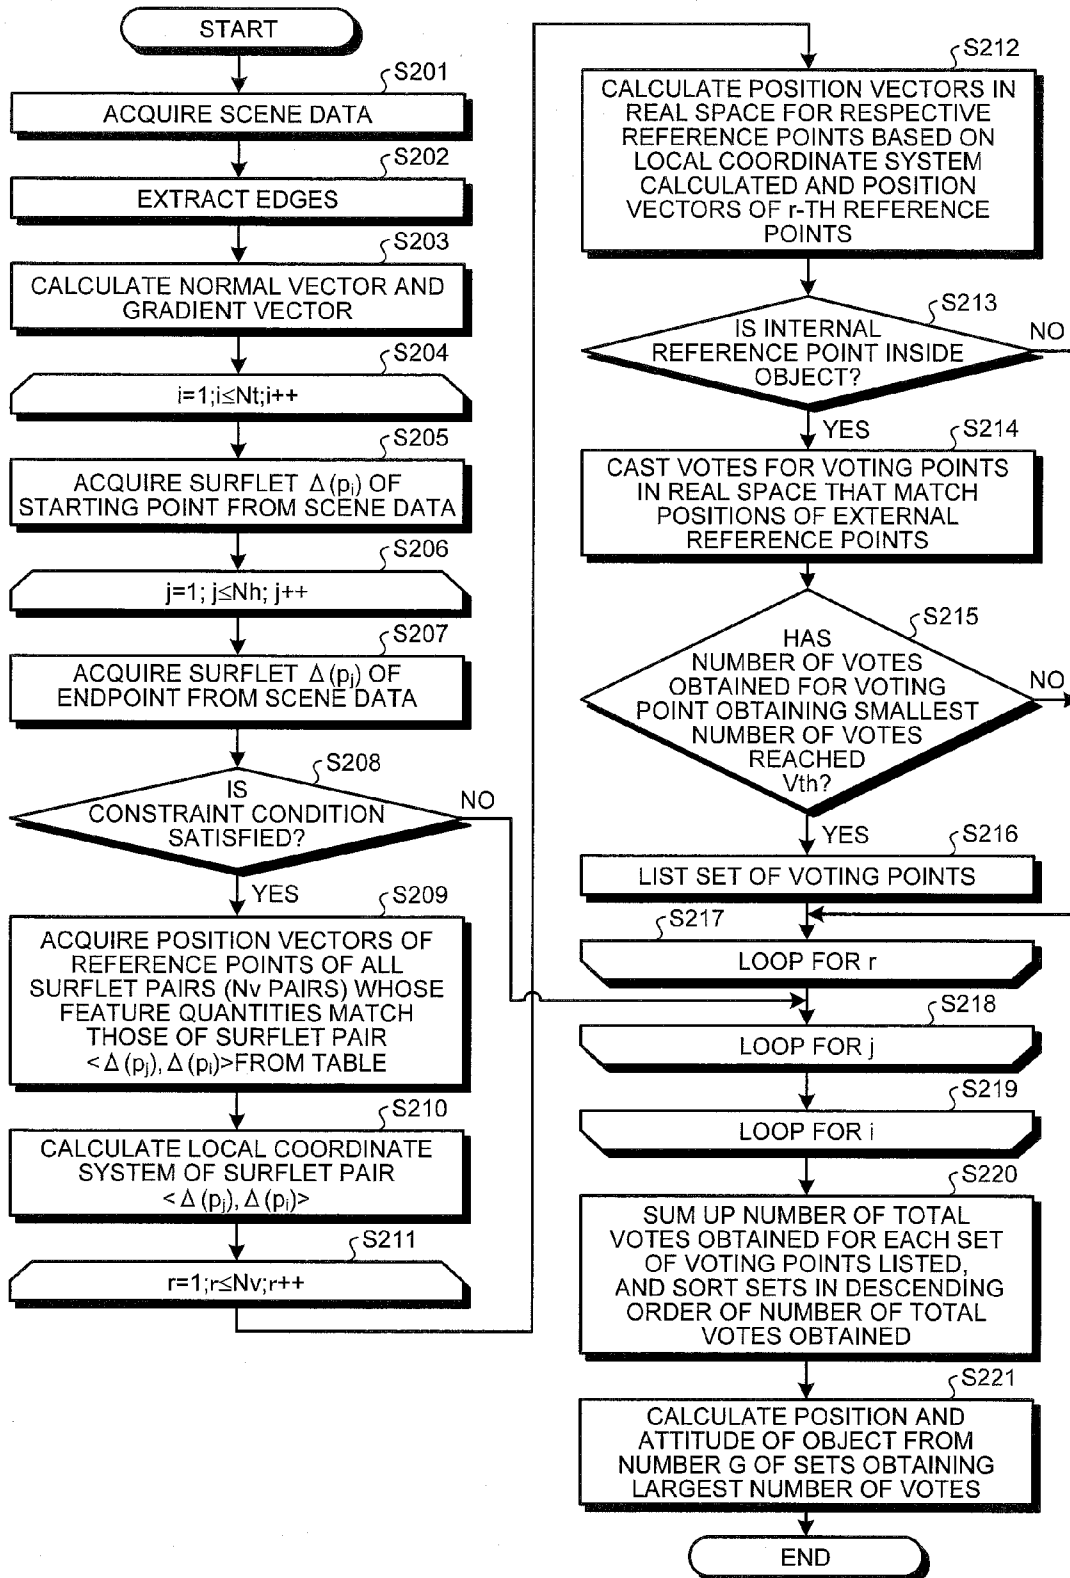 START
S201
ACQUIRE SCENE DATA
S202
EXTRACT EDGES
S203
CALCULATE NORMAL VECTOR AND
GRADIENT VECTOR
S204
i=1;i≤Nt;i++
S205
ACQUIRE SURFLET Δ(pi) OF
STARTING POINT FROM SCENE DATA
S206
j=1; j≤Nh; j++
S207
ACQUIRE SURFLET Δ(pj) OF
ENDPOINT FROM SCENE DATA
S208
IS
CONSTRAINT CONDITION
SATISFIED?
NO
YES
S209
ACQUIRE POSITION VECTORS OF
REFERENCE POINTS OF ALL
SURFLET PAIRS (Nv PAIRS) WHOSE
FEATURE QUANTITIES MATCH
THOSE OF SURFLET PAIR
<Δ(pj), Δ(pi)>FROM TABLE
S210
CALCULATE LOCAL COORDINATE
SYSTEM OF SURFLET PAIR
<Δ(pj), Δ(pi)>
S211
r=1;r≤Nv;r++
S212
CALCULATE POSITION VECTORS IN
REAL SPACE FOR RESPECTIVE
REFERENCE POINTS BASED ON
LOCAL COORDINATE SYSTEM
CALCULATED AND POSITION
VECTORS OF r-TH REFERENCE
POINTS
S213
IS INTERNAL
REFERENCE POINT INSIDE
OBJECT?
NO
YES
S214
CAST VOTES FOR VOTING POINTS
IN REAL SPACE THAT MATCH
POSITIONS OF EXTERNAL
REFERENCE POINTS
S215
HAS
NUMBER OF VOTES
OBTAINED FOR VOTING
POINT OBTAINING SMALLEST
NUMBER OF VOTES
REACHED
Vth?
NO
YES
S216
LIST SET OF VOTING POINTS
S217
LOOP FOR r
S218
LOOP FOR j
S219
LOOP FOR i
S220
SUM UP NUMBER OF TOTAL
VOTES OBTAINED FOR EACH SET
OF VOTING POINTS LISTED,
AND SORT SETS IN DESCENDING
ORDER OF NUMBER OF TOTAL
VOTES OBTAINED
S221
CALCULATE POSITION AND
ATTITUDE OF OBJECT FROM
NUMBER G OF SETS OBTAINING
LARGEST NUMBER OF VOTES
END